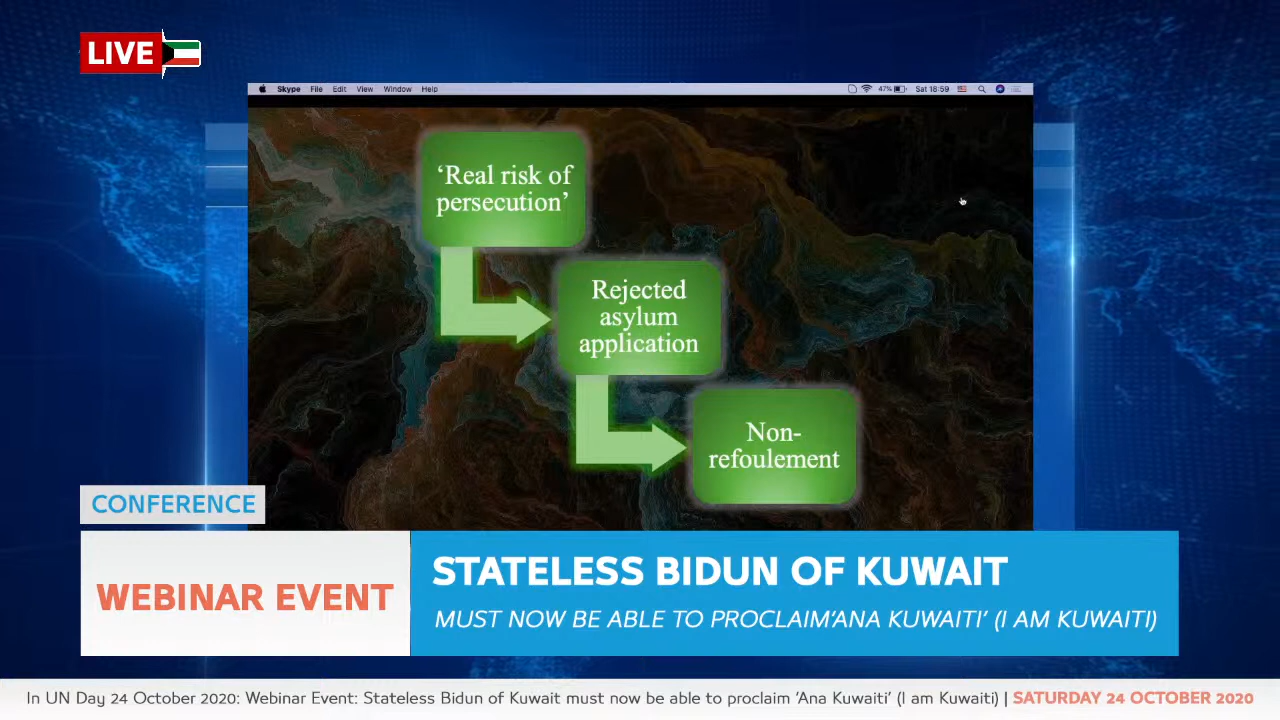 LIVE
Skype File Edit View Window Help 47% Sat 18:59
‘Real risk of
persecution’
Rejected
asylum
application
Non-
refoulement
CONFERENCE
WEBINAR EVENT
STATELESS BIDUN OF KUWAIT
MUST NOW BE ABLE TO PROCLAIM‘ANA KUWAITI’ (I AM KUWAITI)
In UN Day 24 October 2020: Webinar Event: Stateless Bidun of Kuwait must now be able to proclaim ‘Ana Kuwaiti’ (I am Kuwaiti) | SATURDAY 24 OCTOBER 2020